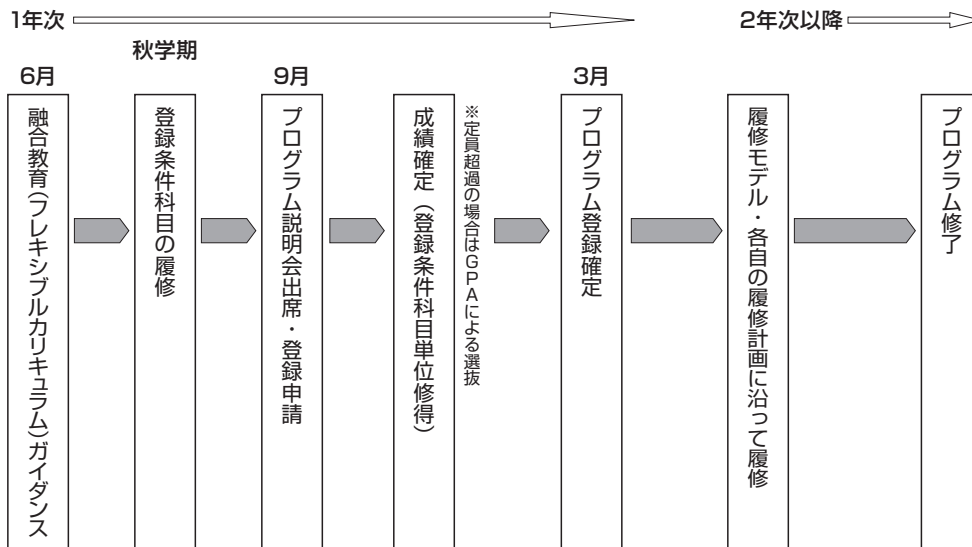 1年次
2年次以降
秋学期
6月
9月
3月
融合教育(フレキシブルカリキュラム)ガイダンス
登録条件科目の履修
プログラム説明会出席・登録申請
成績確定(登録条件科目単位修得)
※定員超過の場合はGPAによる選抜
プログラム登録確定
履修モデル・各自の履修計画に沿って履修
プログラム修了